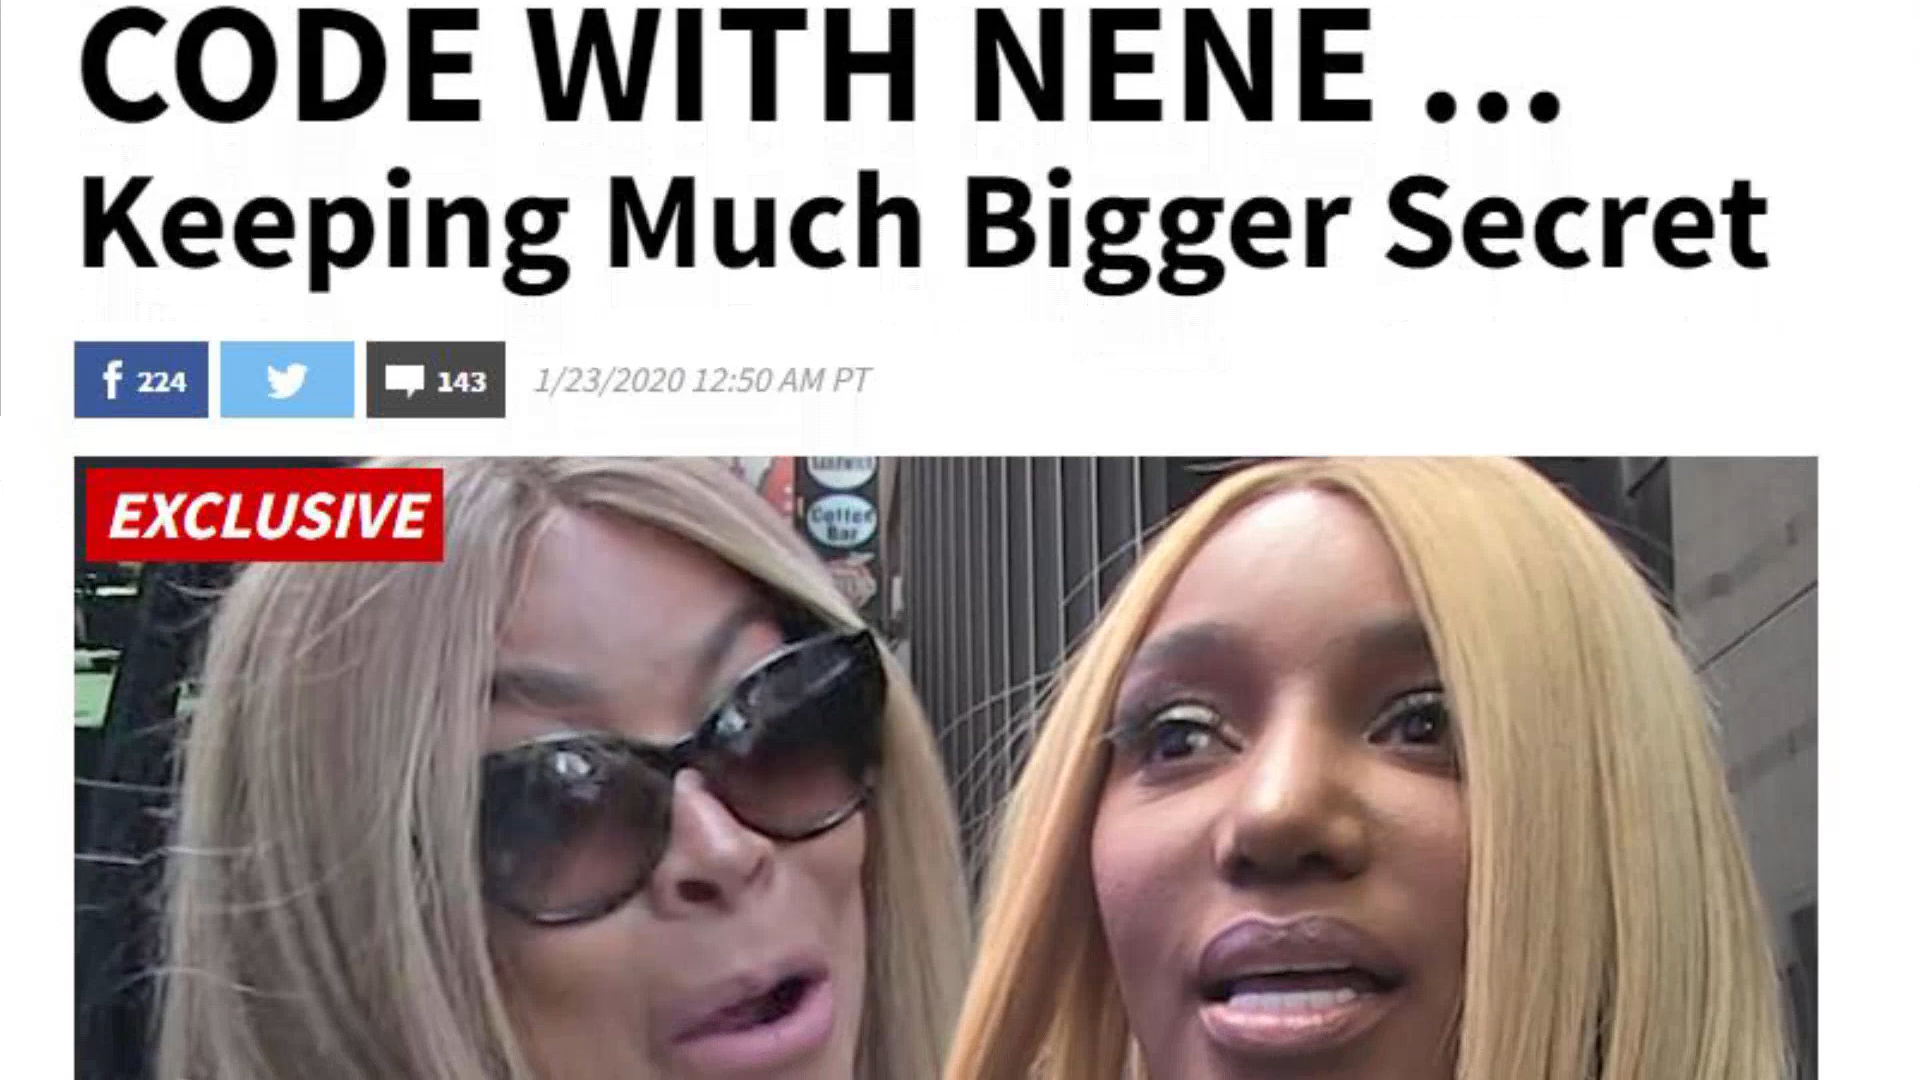 CODE WITH NENE ...
Keeping Much Bigger Secret
224
143
1/23/2020 12:50 AM PT
EXCLUSIVE
Coffee
Bar